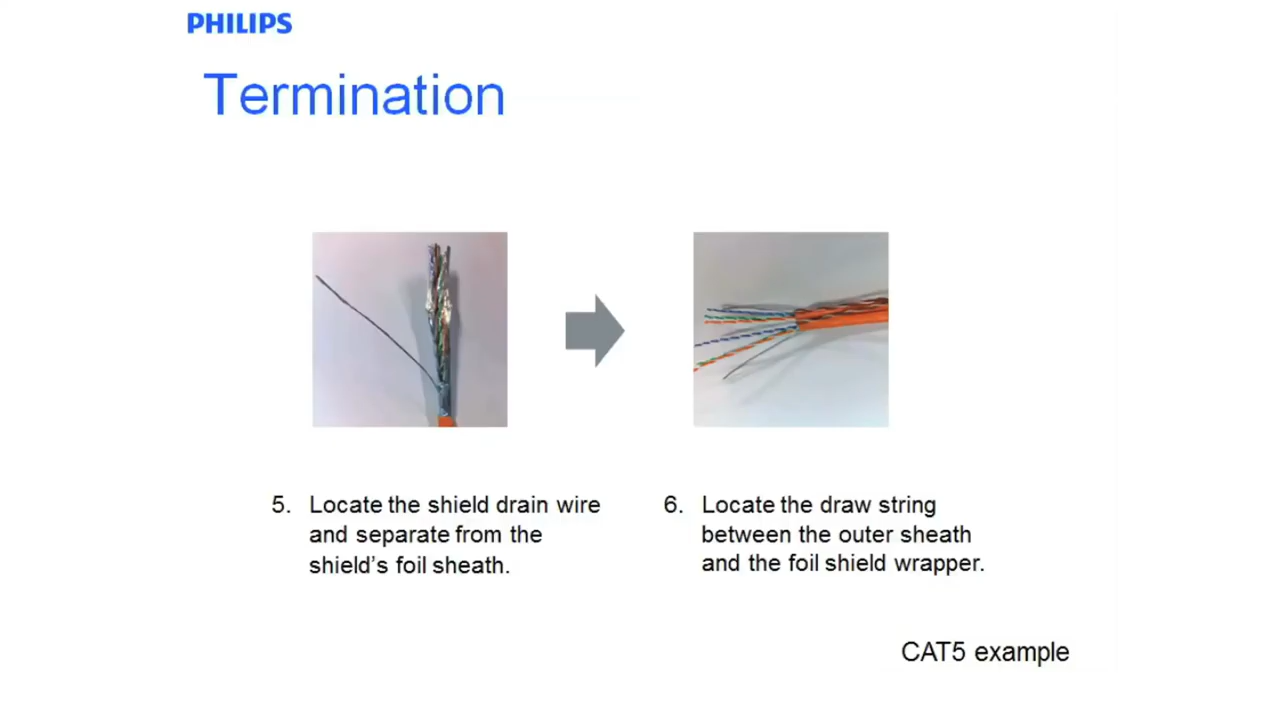 PHILIPS
Termination
5. Locate the shield drain wire
and separate from the
shield’s foil sheath.
6. Locate the draw string
between the outer sheath
and the foil shield wrapper.
CAT5 example